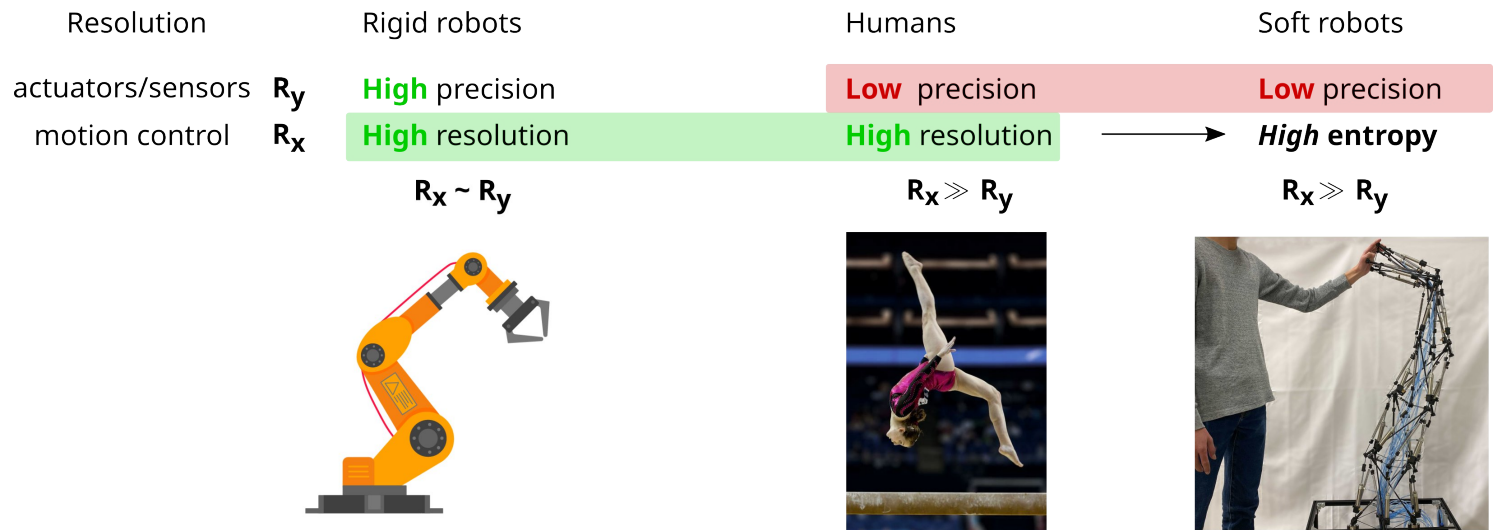 Resolution Rigid robots Humans Soft robots
actuators/sensors Ry High precision Low precision Low precision
motion control Rx High resolution High resolution High entropy
Rx ~ Ry Rx ≫ Ry Rx ≫ Ry